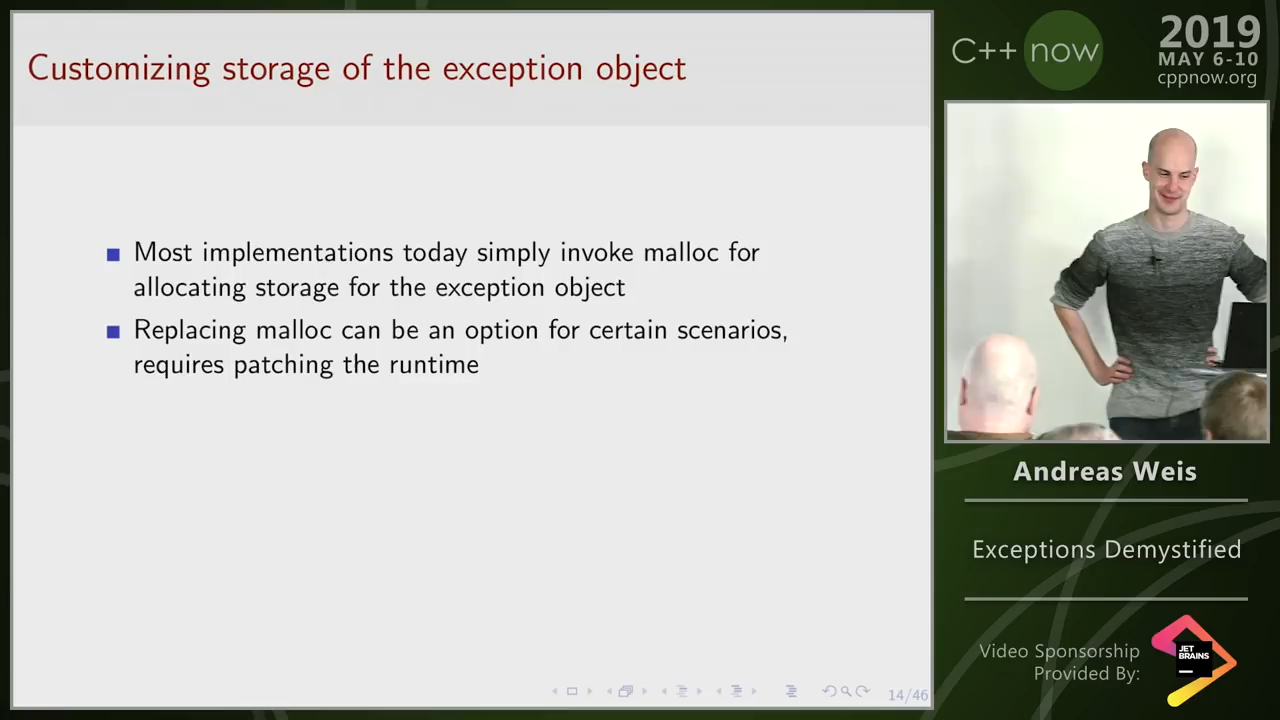 Customizing storage of the exception object
Most implementations today simply invoke malloc for
allocating storage for the exception object
Replacing malloc can be an option for certain scenarios,
requires patching the runtime
14/46
C++ now
2019
MAY 6-10
cppnow.org
Andreas Weis
Exceptions Demystified
Video Sponsorship
Provided By:
JET
BRAINS